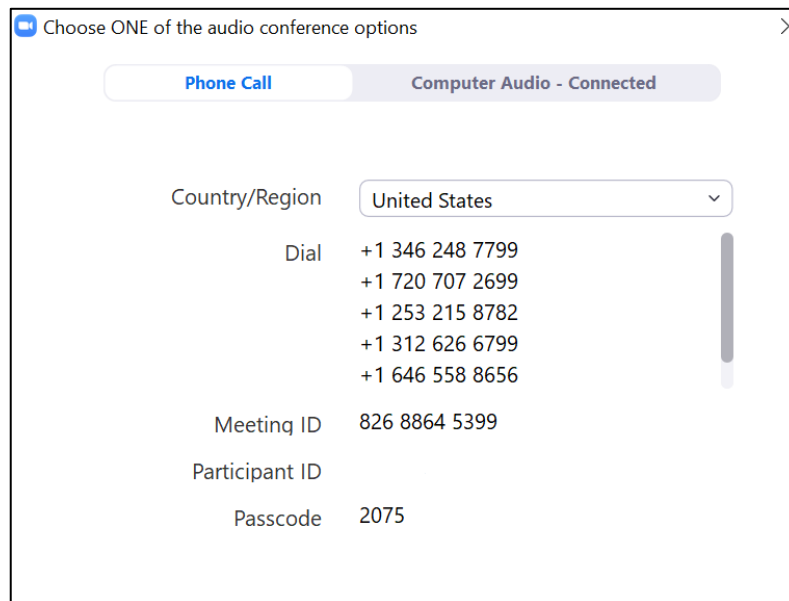 Choose ONE of the audio conference options
Phone Call Computer Audio - Connected
Country/Region United States
Dial +1 346 248 7799
+1 720 707 2699
+1 253 215 8782
+1 312 626 6799
+1 646 558 8656
Meeting ID 826 8864 5399
Participant ID
Passcode 2075